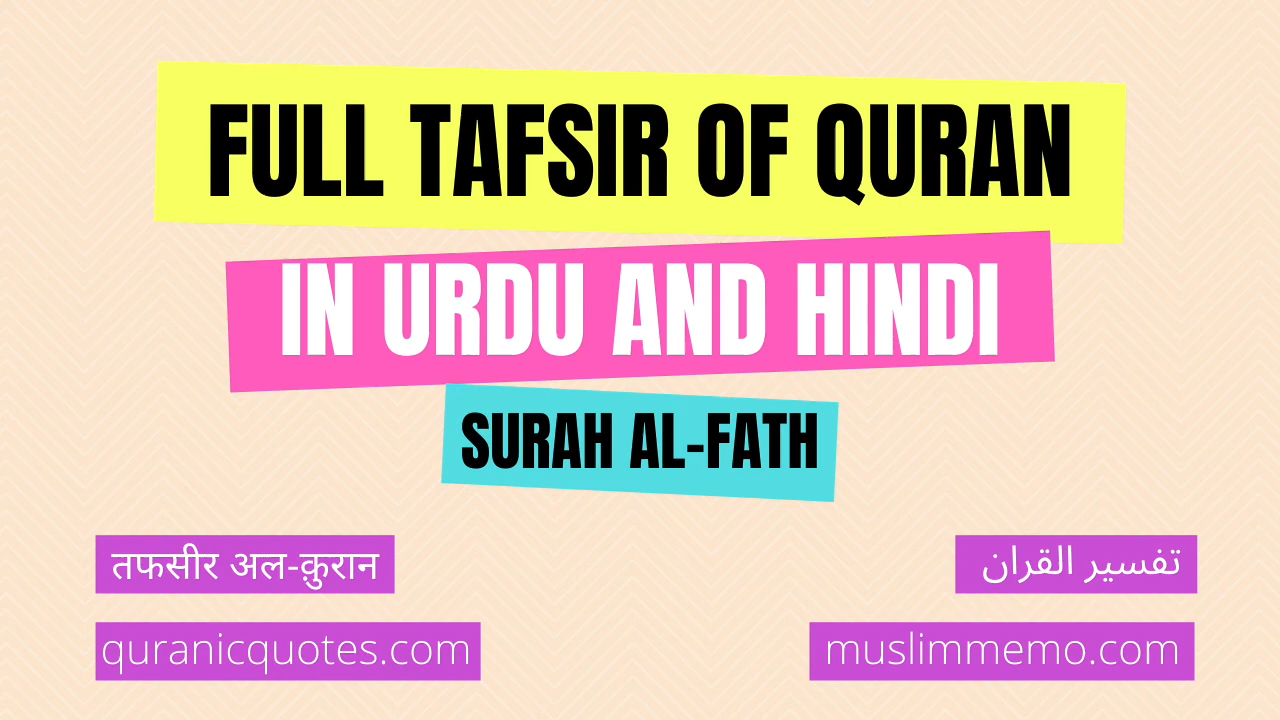 FULL TAFSIR OF QURAN
IN URDU AND HINDI
SURAH AL-FATH
तफसीर अल-क़ुरान
تفسير القران
quranicquotes.com
muslimmemo.com